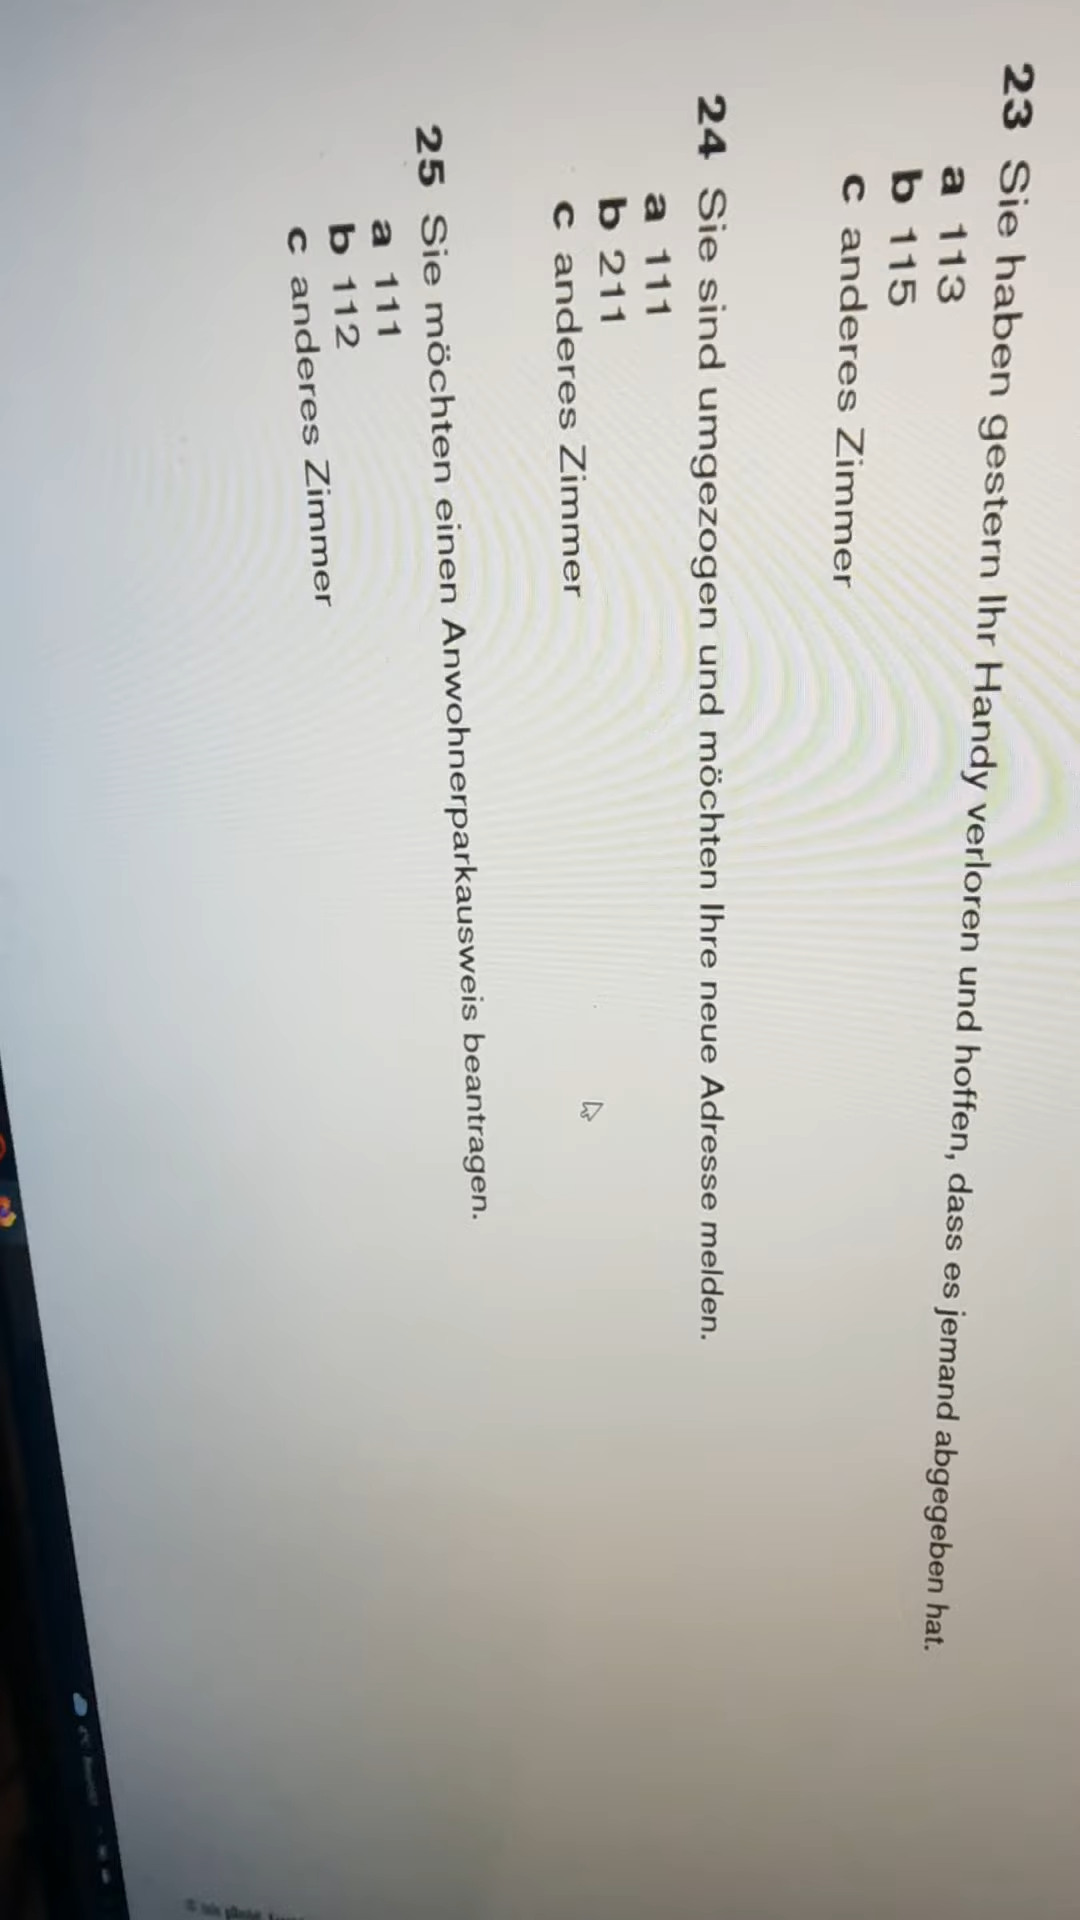 23 Sie haben gestern Ihr Handy verloren und hoffen, dass es jemand abgegeben hat.
a 113
b 115
c anderes Zimmer
24 Sie sind umgezogen und möchten Ihre neue Adresse melden.
a 111
b 211
c anderes Zimmer
25 Sie möchten einen Anwohnerparkausweis beantragen.
a 111
b 112
c anderes Zimmer